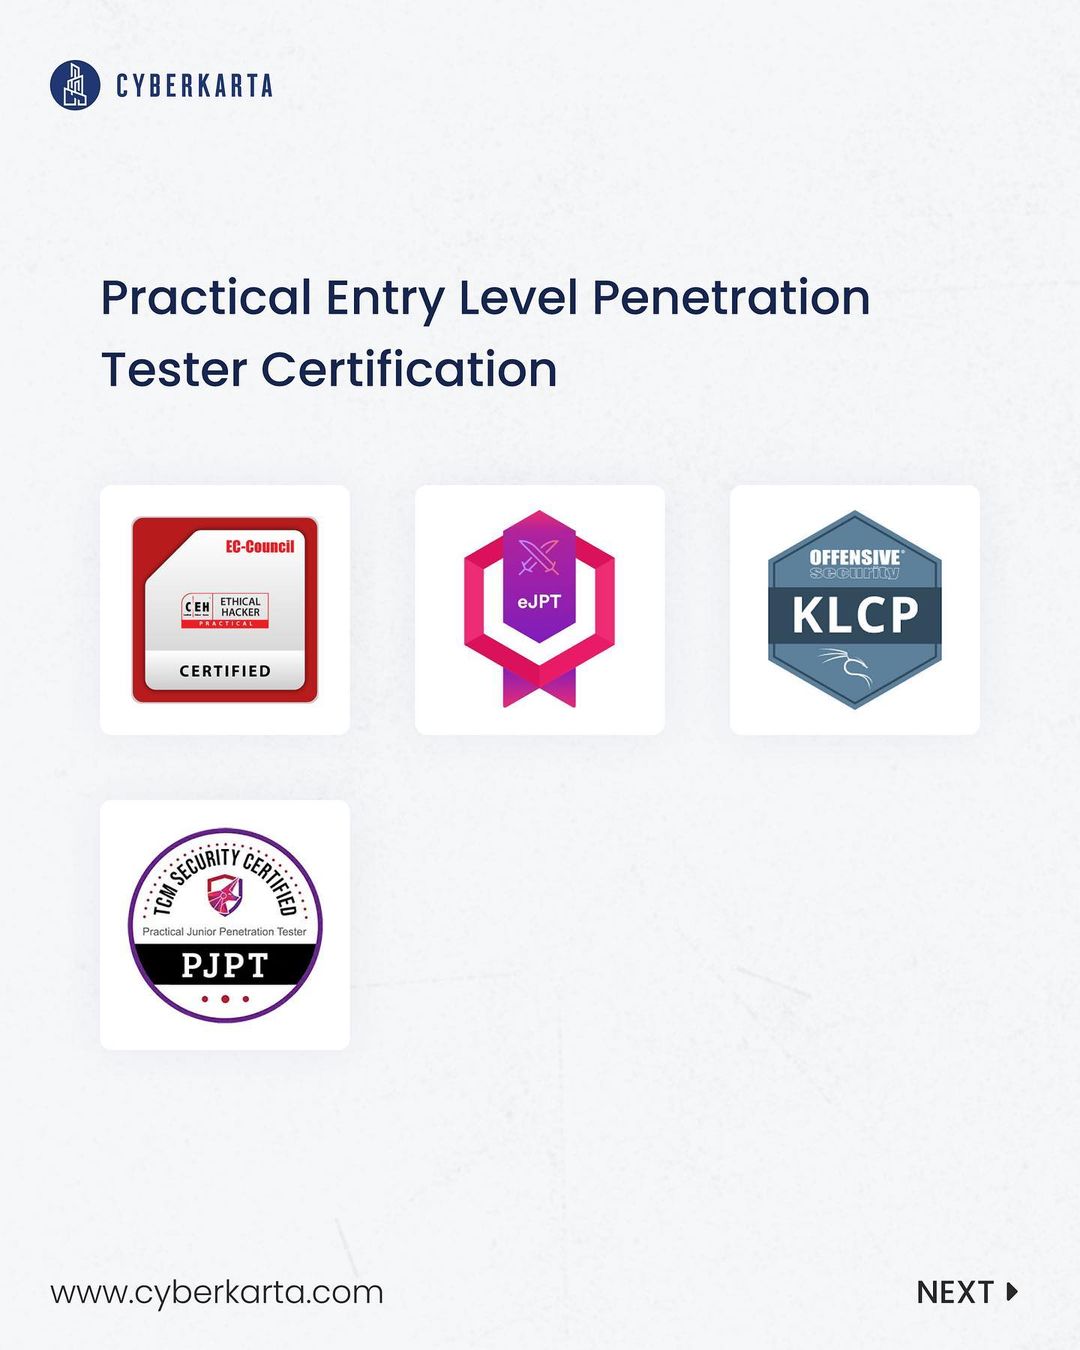 CYBERKARTA
Practical Entry Level Penetration
Tester Certification
EC-Council
CEH
ETHICAL
HACKER
PRACTICAL
CERTIFIED
eJPT
OFFENSIVE
security
KLCP
TCM SECURITY CERTIFIED
Practical Junior Penetration Tester
PJPT
www.cyberkarta.com
NEXT